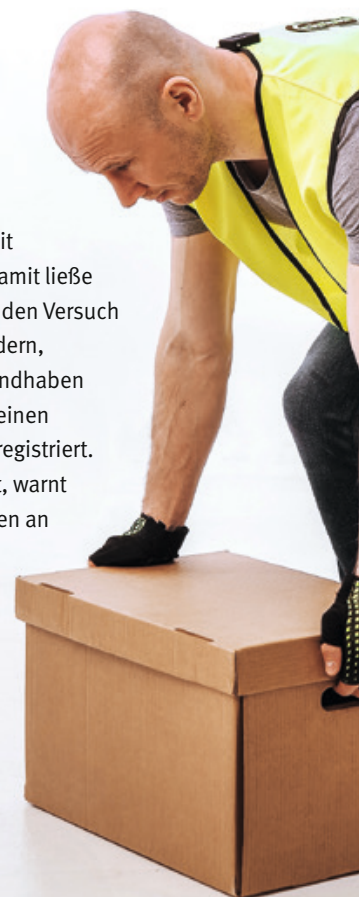 it
amit ließe
den Versuch
dern,
ndhaben
einen
registriert.
, warnt
en an